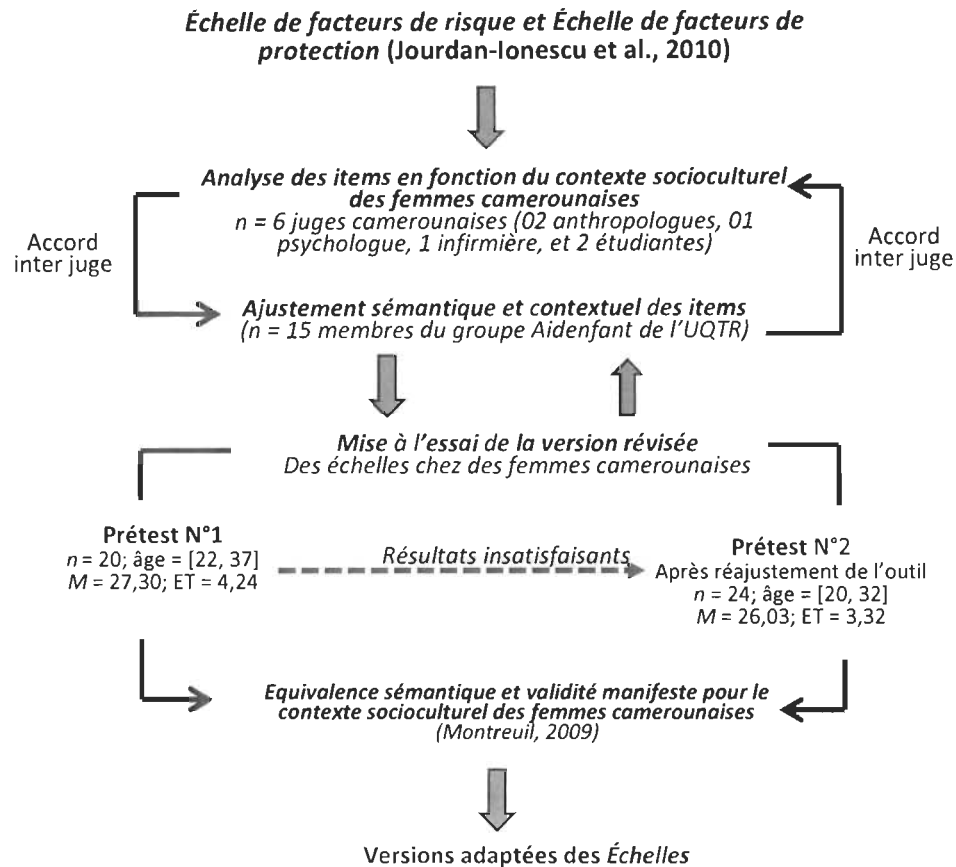 Échelle de facteurs de risque et Échelle de facteurs de
protection (Jourdan-Ionescu et al., 2010)
Analyse des items en fonction du contexte socioculturel
des femmes camerounaises
n = 6 juges camerounaises (02 anthropologues, 01
psychologue, 1 infirmière, et 2 étudiantes)
Accord
inter juge
Accord
inter juge
Ajustement sémantique et contextuel des items
(n = 15 membres du groupe Aidenfant de l'UQTR)
Mise à l'essai de la version révisée
Des échelles chez des femmes camerounaises
Prétest N°1
n = 20; âge = [22, 37]
M = 27,30; ET = 4,24
Résultats insatisfaisants
Prétest N°2
Après réajustement de l'outil
n = 24; âge = [20, 32]
M = 26,03; ET = 3,32
Equivalence sémantique et validité manifeste pour le
contexte socioculturel des femmes camerounaises
(Montreuil, 2009)
Versions adaptées des Échelles